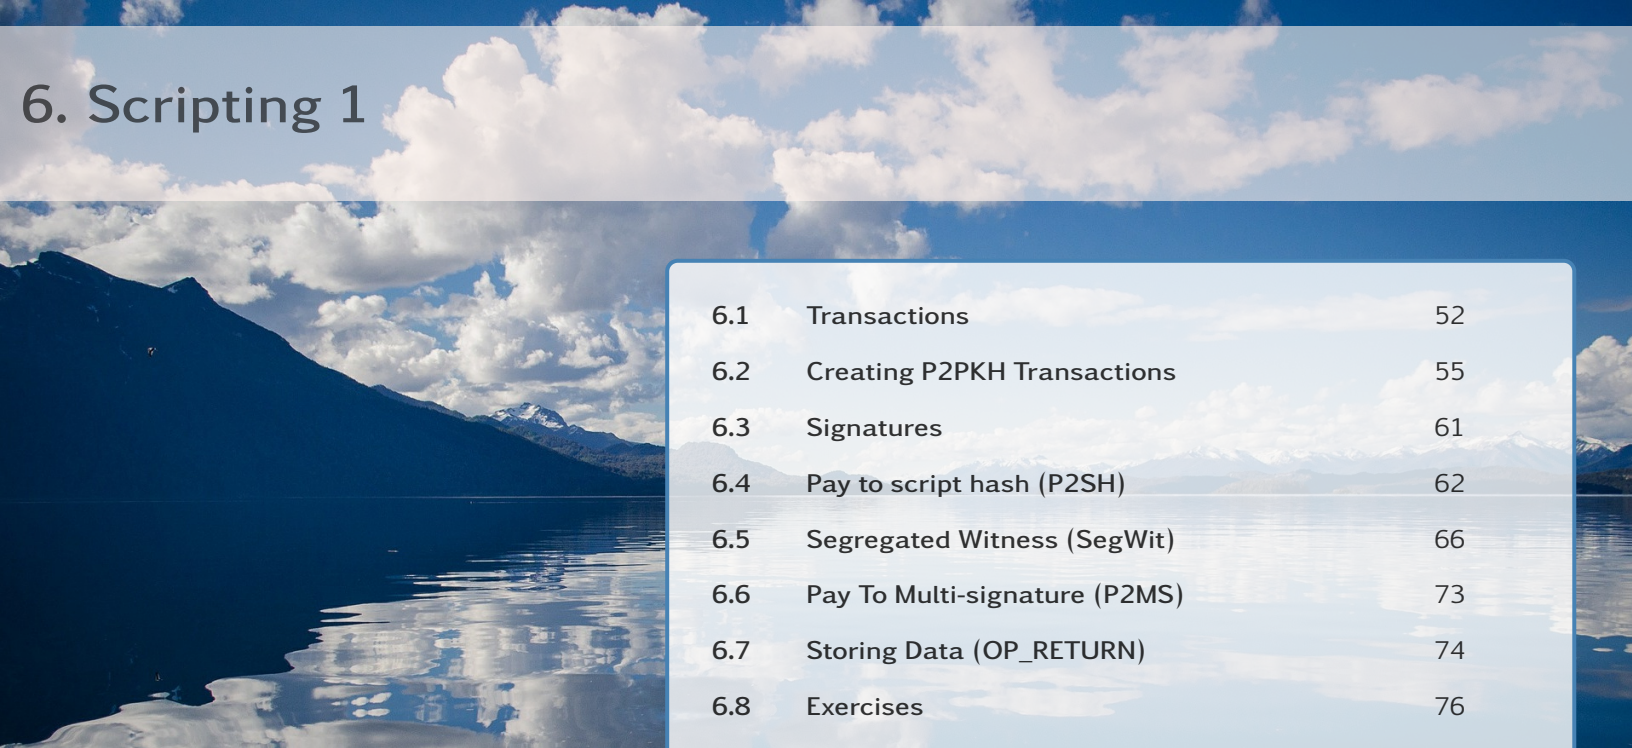 6. Scripting 1
6.1 Transactions 52
6.2 Creating P2PKH Transactions 55
6.3 Signatures 61
6.4 Pay to script hash (P2SH) 62
6.5 Segregated Witness (SegWit) 66
6.6 Pay To Multi-signature (P2MS) 73
6.7 Storing Data (OP_RETURN) 74
6.8 Exercises 76